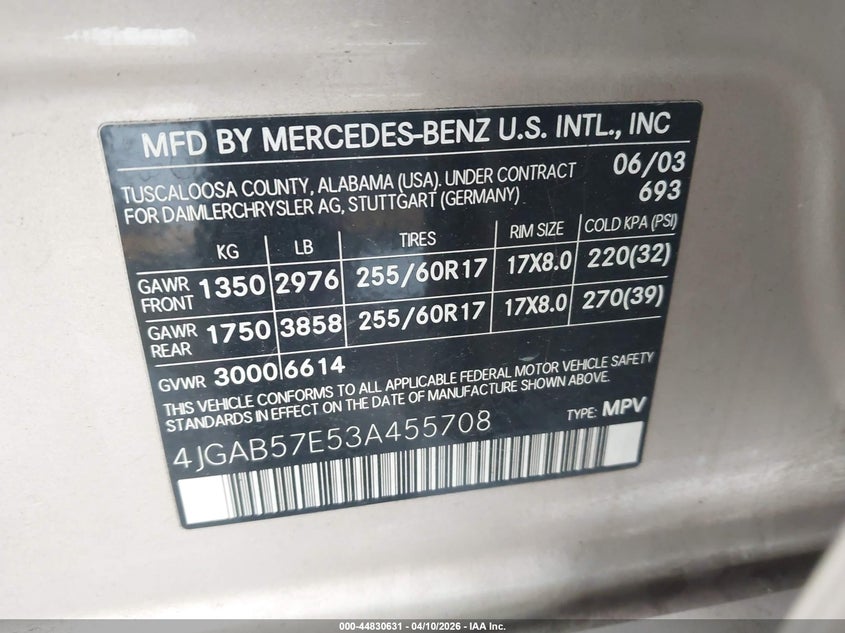 MFD BY MERCEDES-BENZ U.S. INTL., INC
TUSCALOOSA COUNTY, ALABAMA (USA). UNDER CONTRACT 06/03
FOR DAIMLERCHRYSLER AG, STUTTGART (GERMANY) 693
KG LB TIRES RIM SIZE COLD KPA (PSI)
GAWR FRONT 1350 2976 255/60R17 17X8.0 220(32)
GAWR REAR 1750 3858 255/60R17 17X8.0 270(39)
GVWR 3000 6614
THIS VEHICLE CONFORMS TO ALL APPLICABLE FEDERAL MOTOR VEHICLE SAFETY
STANDARDS IN EFFECT ON THE DATE OF MANUFACTURE SHOWN ABOVE.
4JGAB57E53A455708 TYPE: MPV
000-44830631 - 04/10/2026 - IAA Inc.